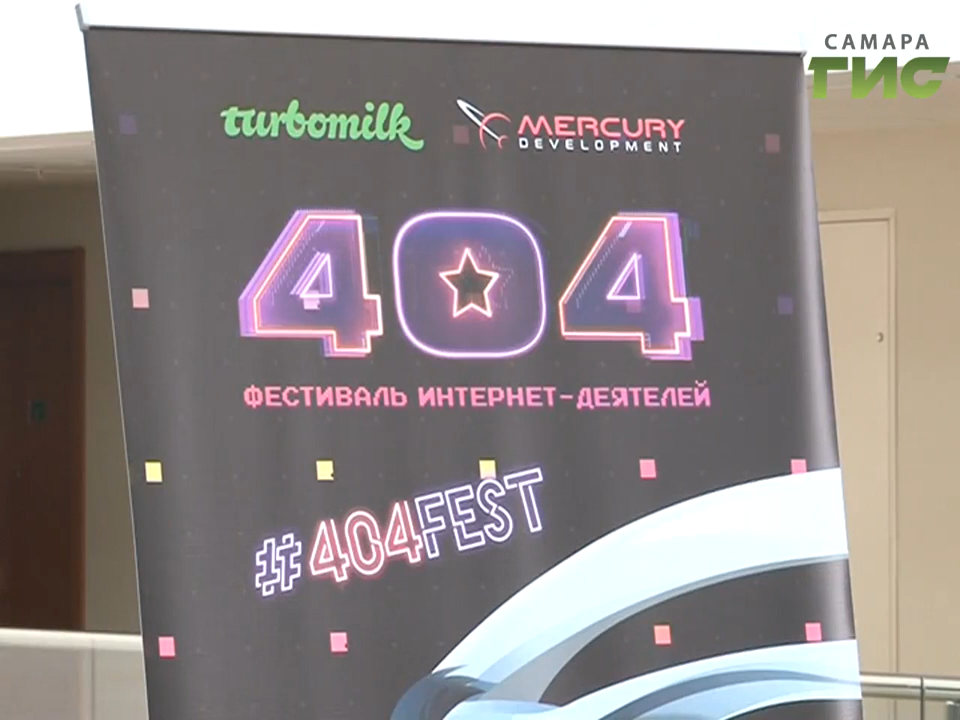 САМАРА
ГИС
turbomilk
MERCURY
DEVELOPMENT
404
ФЕСТИВАЛЬ ИНТЕРНЕТ-ДЕЯТЕЛЕЙ
#404FEST